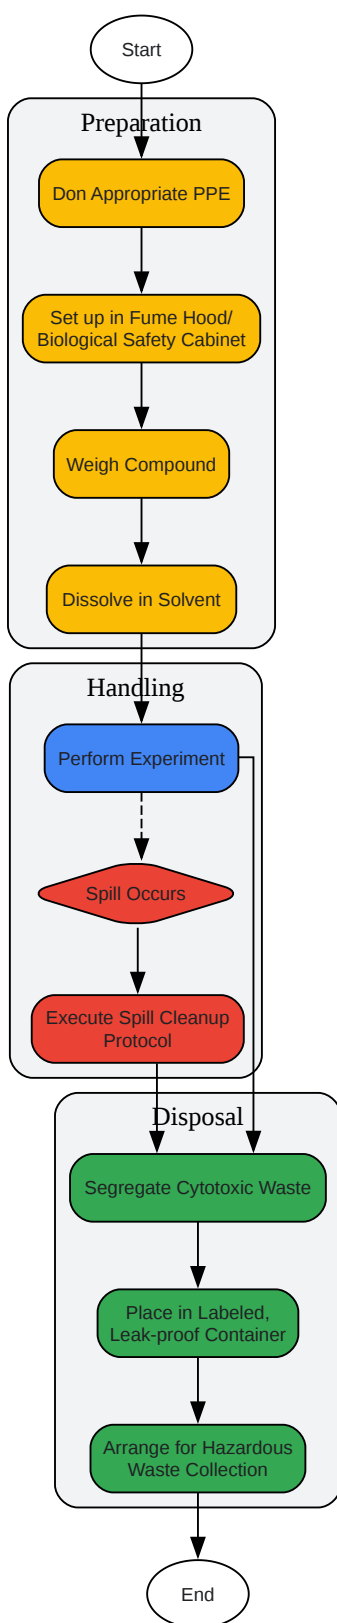 Start
Preparation
Don Appropriate PPE
Set up in Fume Hood/
Biological Safety Cabinet
Weigh Compound
Dissolve in Solvent
Handling
Perform Experiment
Spill Occurs
Execute Spill Cleanup
Protocol
Disposal
Segregate Cytotoxic Waste
Place in Labeled,
Leak-proof Container
Arrange for Hazardous
Waste Collection
End